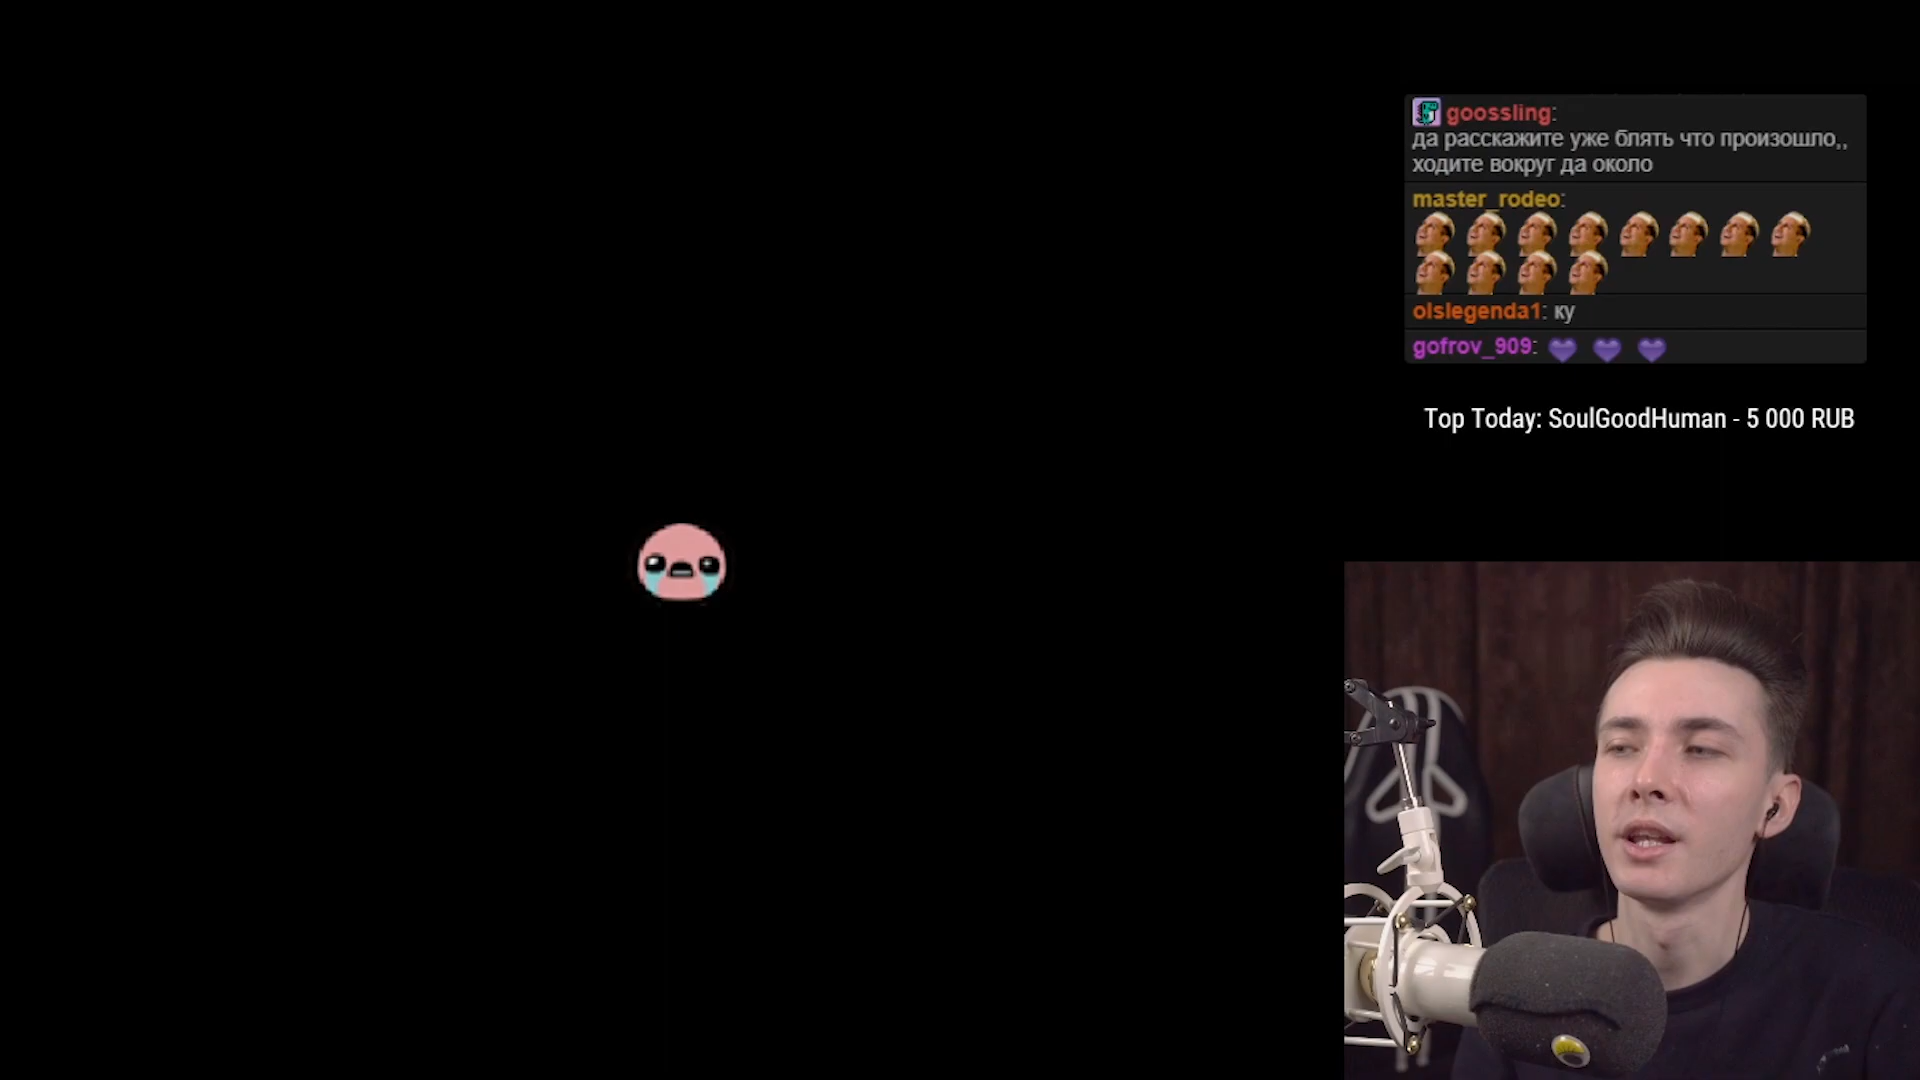 goossling:
да расскажите уже блять что произошло,,
ходите вокруг да около
master_rodeo:
olslegenda1: ку
gofrov_909:
Top Today: SoulGoodHuman - 5 000 RUB